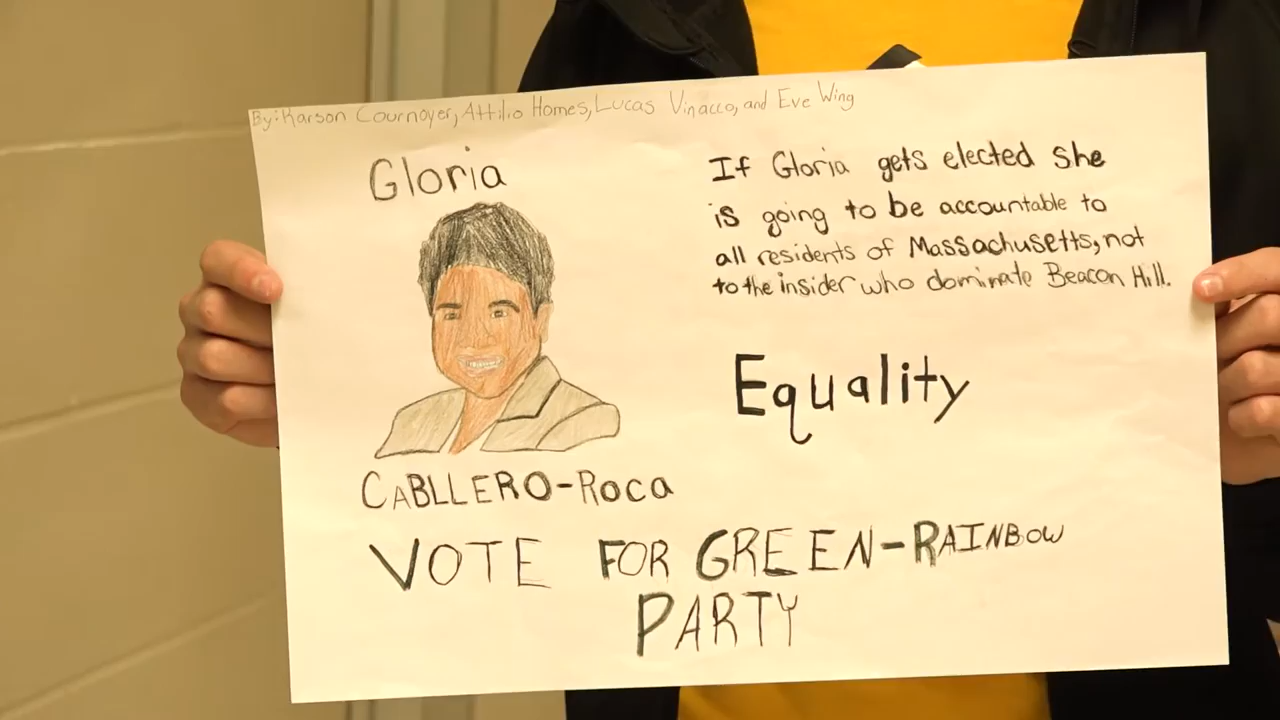 By: Karson Cournoyer, Attilio Homes, Lucas Vinacco, and Eve Wing
Gloria
CABLLERO-Roca
If Gloria gets elected she
is going to be accountable to
all residents of Massachusetts, not
to the insider who dominate Beacon Hill.
Equality
VOTE FOR GREEN-RAINBOW
PARTY